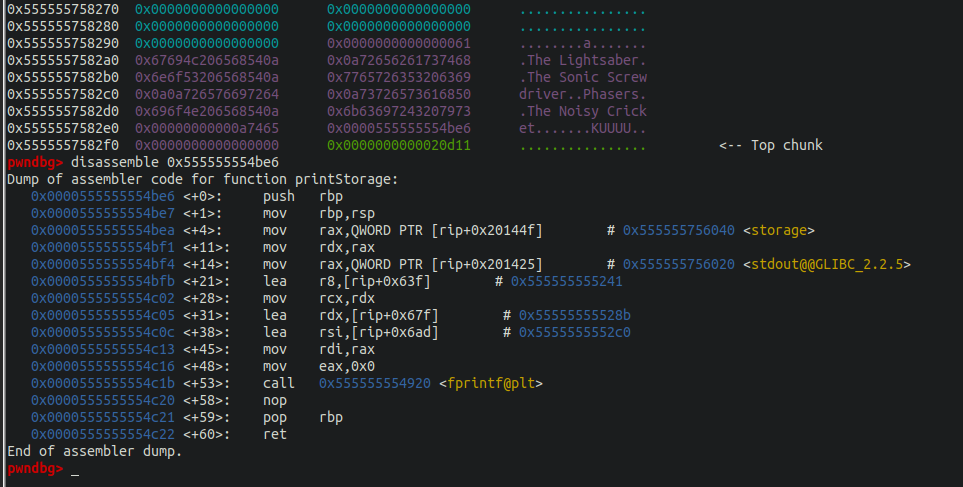 0x555555758270 0x0000000000000000 0x0000000000000000 ................
0x555555758280 0x0000000000000000 0x0000000000000000 ................
0x555555758290 0x0000000000000000 0x0000000000000061 ........a.......
0x5555557582a0 0x67694c206568540a 0x0a72656261737468 .The Lightsaber.
0x5555557582b0 0x6e6f53206568540a 0x7765726353206369 .The Sonic Screw
0x5555557582c0 0x0a0a726576697264 0x0a73726573616850 driver..Phasers.
0x5555557582d0 0x696f4e206568540a 0x6b63697243207973 .The Noisy Crick
0x5555557582e0 0x00000000000a7465 0x0000555555554be6 et.......KUUUU..
0x5555557582f0 0x0000000000000000 0x0000000000020d11 ................ <-- Top chunk
pwndbg> disassemble 0x555555554be6
Dump of assembler code for function printStorage:
0x0000555555554be6 <+0>: push rbp
0x0000555555554be7 <+1>: mov rbp,rsp
0x0000555555554bea <+4>: mov rax,QWORD PTR [rip+0x20144f] # 0x555555756040 <storage>
0x0000555555554bf1 <+11>: mov rdx,rax
0x0000555555554bf4 <+14>: mov rax,QWORD PTR [rip+0x201425] # 0x555555756020 <stdout@@GLIBC_2.2.5>
0x0000555555554bfb <+21>: lea r8,[rip+0x63f] # 0x555555555241
0x0000555555554c02 <+28>: mov rcx,rdx
0x0000555555554c05 <+31>: lea rdx,[rip+0x67f] # 0x55555555528b
0x0000555555554c0c <+38>: lea rsi,[rip+0x6ad] # 0x5555555552c0
0x0000555555554c13 <+45>: mov rdi,rax
0x0000555555554c16 <+48>: mov eax,0x0
0x0000555555554c1b <+53>: call 0x555555554920 <fprintf@plt>
0x0000555555554c20 <+58>: nop
0x0000555555554c21 <+59>: pop rbp
0x0000555555554c22 <+60>: ret
End of assembler dump.
pwndbg> _